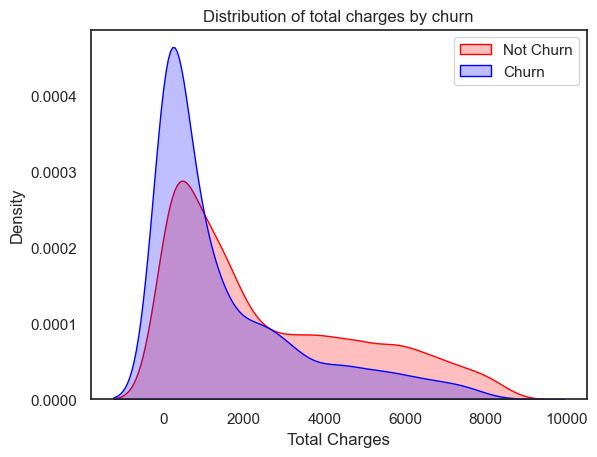 Distribution of total charges by churn
Not Churn
Churn
0.0004
0.0003
0.0002
0.0001
0.0000
Density
0 2000 4000 6000 8000 10000
Total Charges